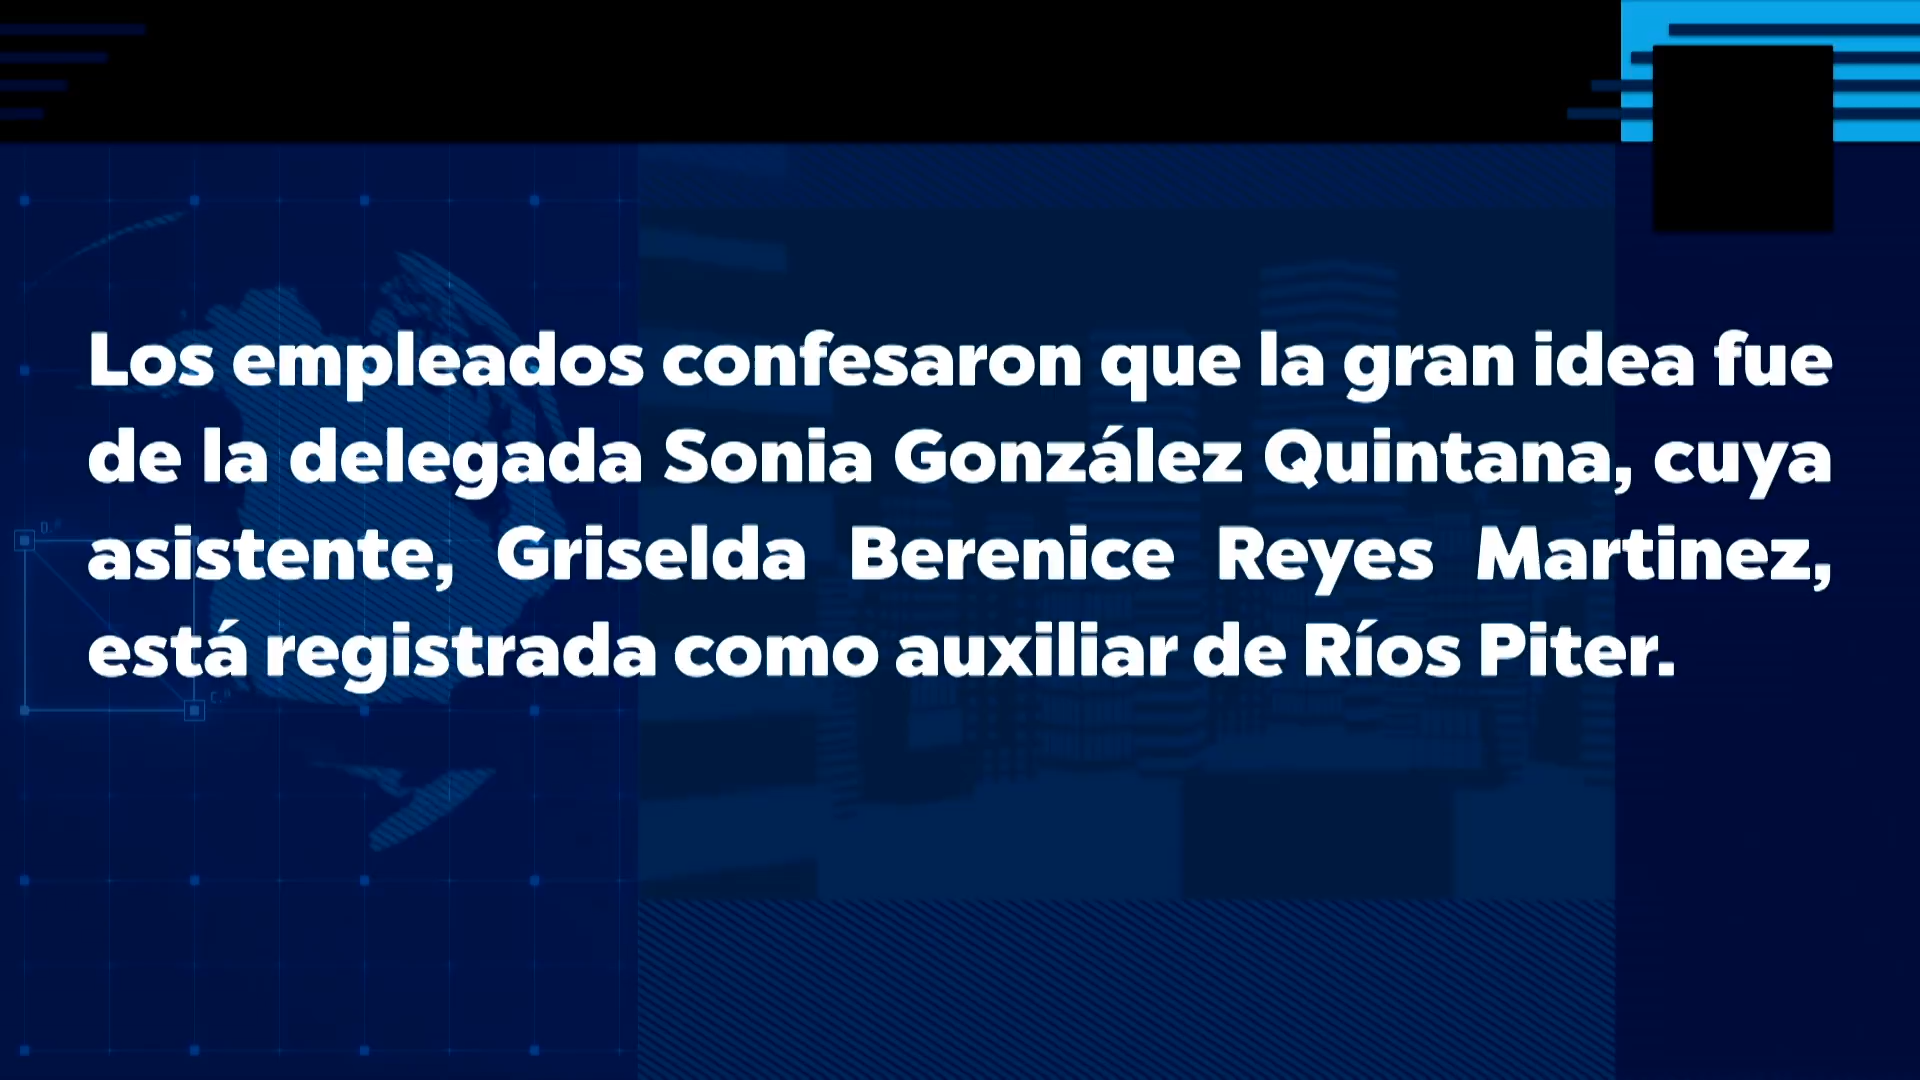 Los empleados confesaron que la gran idea fue
de la delegada Sonia González Quintana, cuya
asistente, Griselda Berenice Reyes Martinez,
está registrada como auxiliar de Ríos Piter.